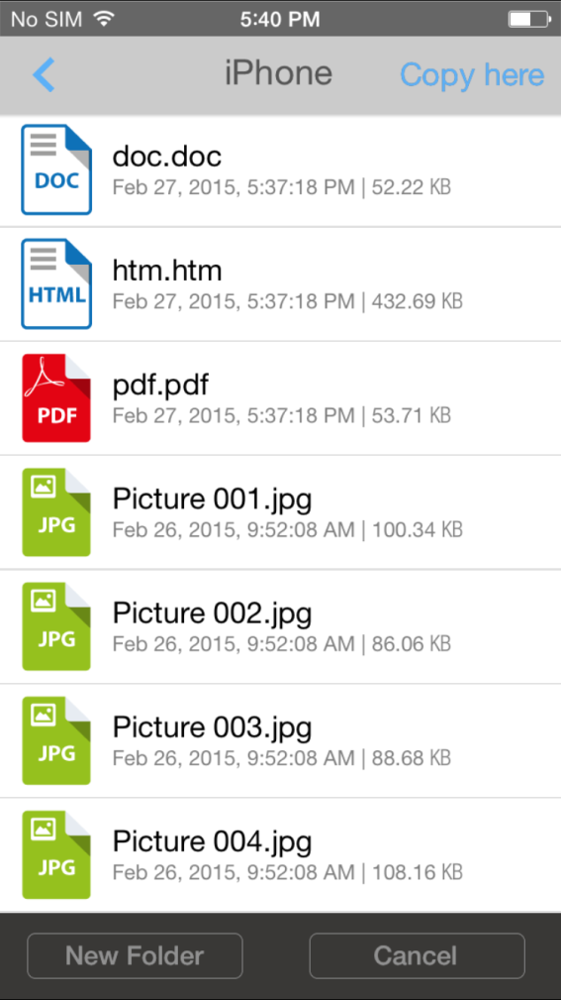 No SIM 5:40 PM
iPhone Copy here
DOC
doc.doc
Feb 27, 2015, 5:37:18 PM | 52.22 KB
HTML
htm.htm
Feb 27, 2015, 5:37:18 PM | 432.69 KB
PDF
pdf.pdf
Feb 27, 2015, 5:37:18 PM | 53.71 KB
JPG
Picture 001.jpg
Feb 26, 2015, 9:52:08 AM | 100.34 KB
JPG
Picture 002.jpg
Feb 26, 2015, 9:52:08 AM | 86.06 KB
JPG
Picture 003.jpg
Feb 26, 2015, 9:52:08 AM | 88.68 KB
JPG
Picture 004.jpg
Feb 26, 2015, 9:52:08 AM | 108.16 KB
New Folder Cancel